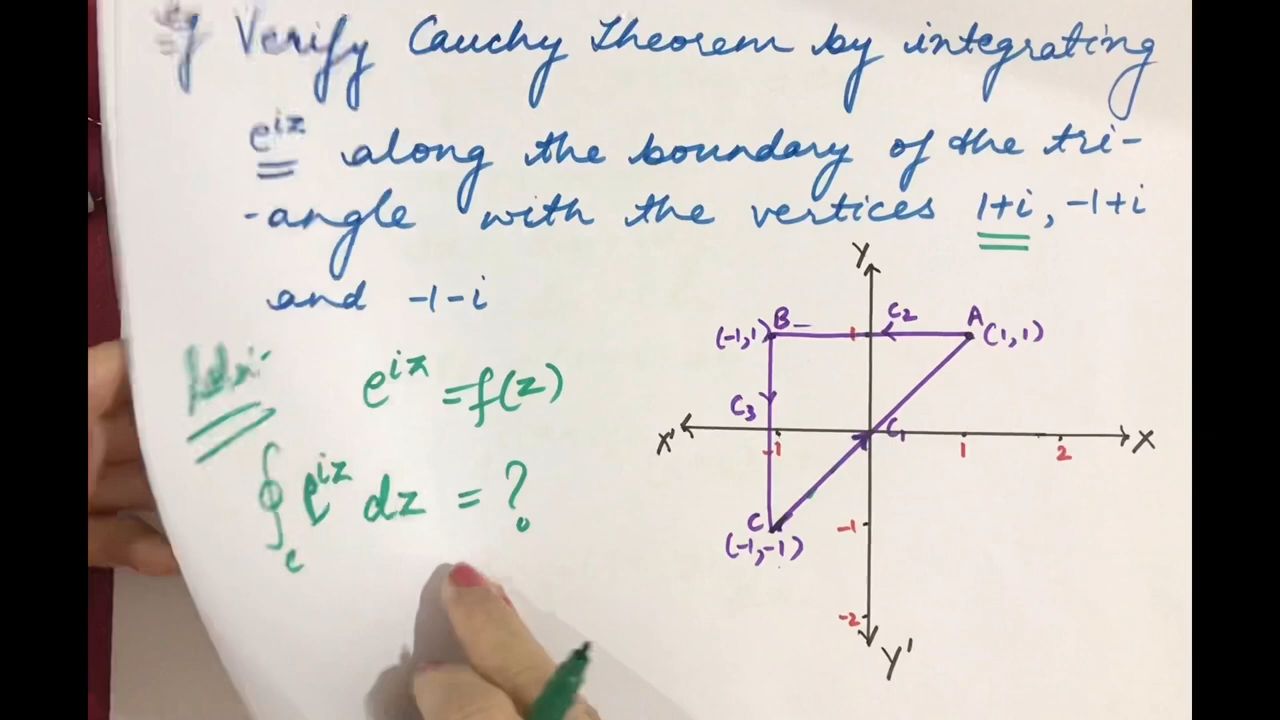 Verify Cauchy Theorem by integrating
e^{iz} along the boundary of the tri-
-angle with the vertices 1+i, -1+i
and -1-i
Soln:
e^{iz} = f(z)
∮_c e^{iz} dz = ?
Y
B
C2
A
(-1,1)
1
(1,1)
C3
X'
-1
C1
1
2
X
C
-1
(-1,-1)
-2
Y'